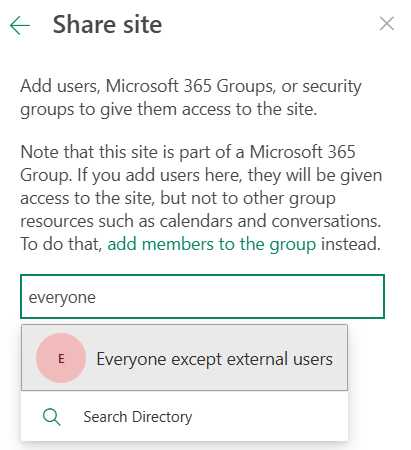 Share site
Add users, Microsoft 365 Groups, or security
groups to give them access to the site.
Note that this site is part of a Microsoft 365
Group. If you add users here, they will be given
access to the site, but not to other group
resources such as calendars and conversations.
To do that, add members to the group instead.
everyone
E
Everyone except external users
Search Directory